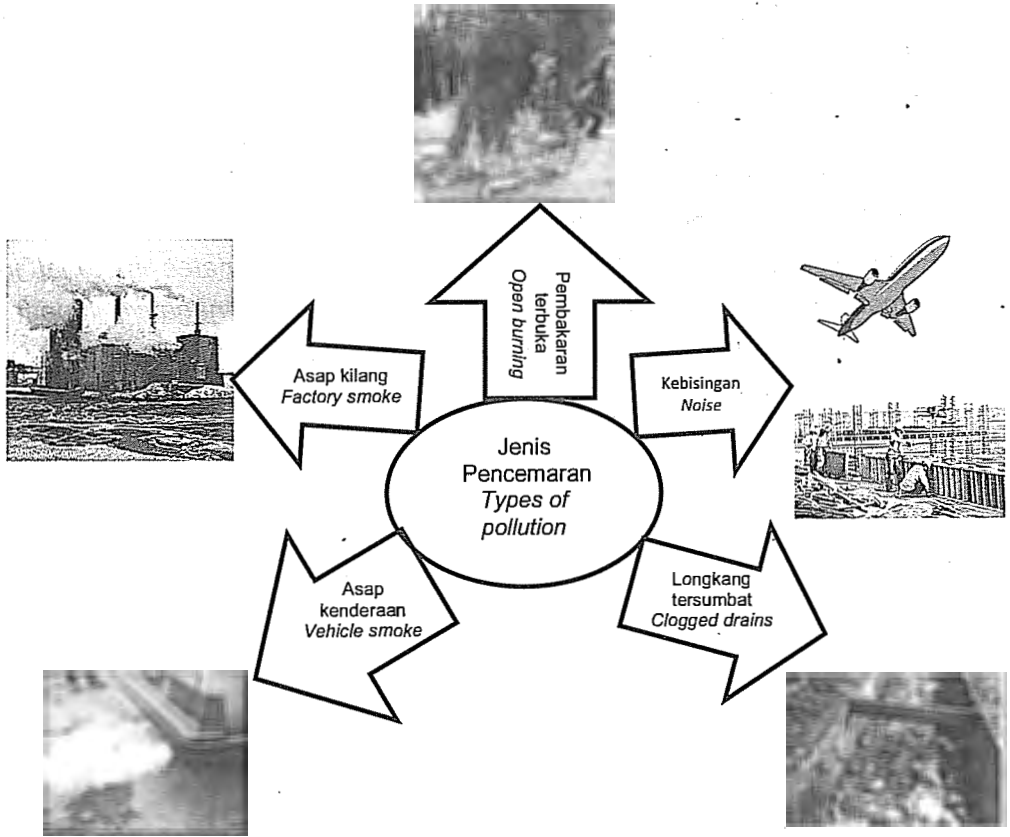 Pembakaran
terbuka
Open burning
Asap kilang
Factory smoke
Kebisingan
Noise
Jenis
Pencemaran
Types of
pollution
Asap
kenderaan
Vehicle smoke
Longkang
tersumbat
Clogged drains